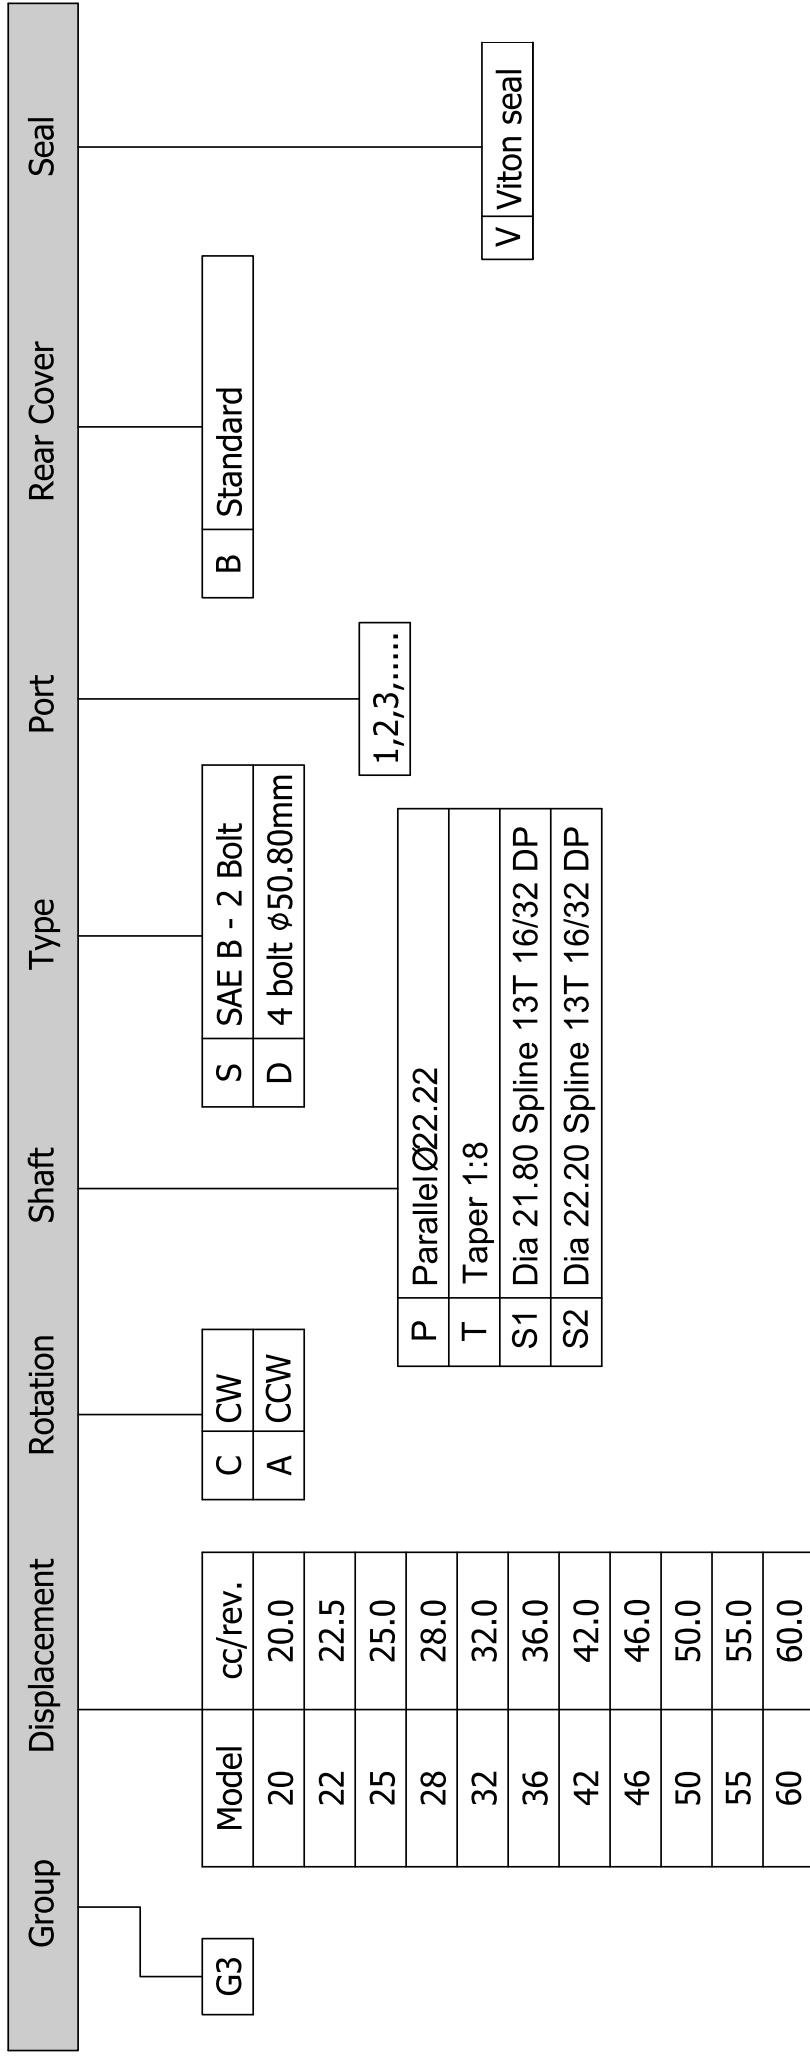 Group Displacement Rotation Shaft Type Port Rear Cover Seal
G3
Model cc/rev.
20 20.0
22 22.5
25 25.0
28 28.0
32 32.0
36 36.0
42 42.0
46 46.0
50 50.0
55 55.0
60 60.0
C CW
A CCW
P Parallel Ø22.22
T Taper 1:8
S1 Dia 21.80 Spline 13T 16/32 DP
S2 Dia 22.20 Spline 13T 16/32 DP
S SAE B - 2 Bolt
D 4 bolt ϕ50.80mm
1,2,3,.....
B Standard
V Viton seal